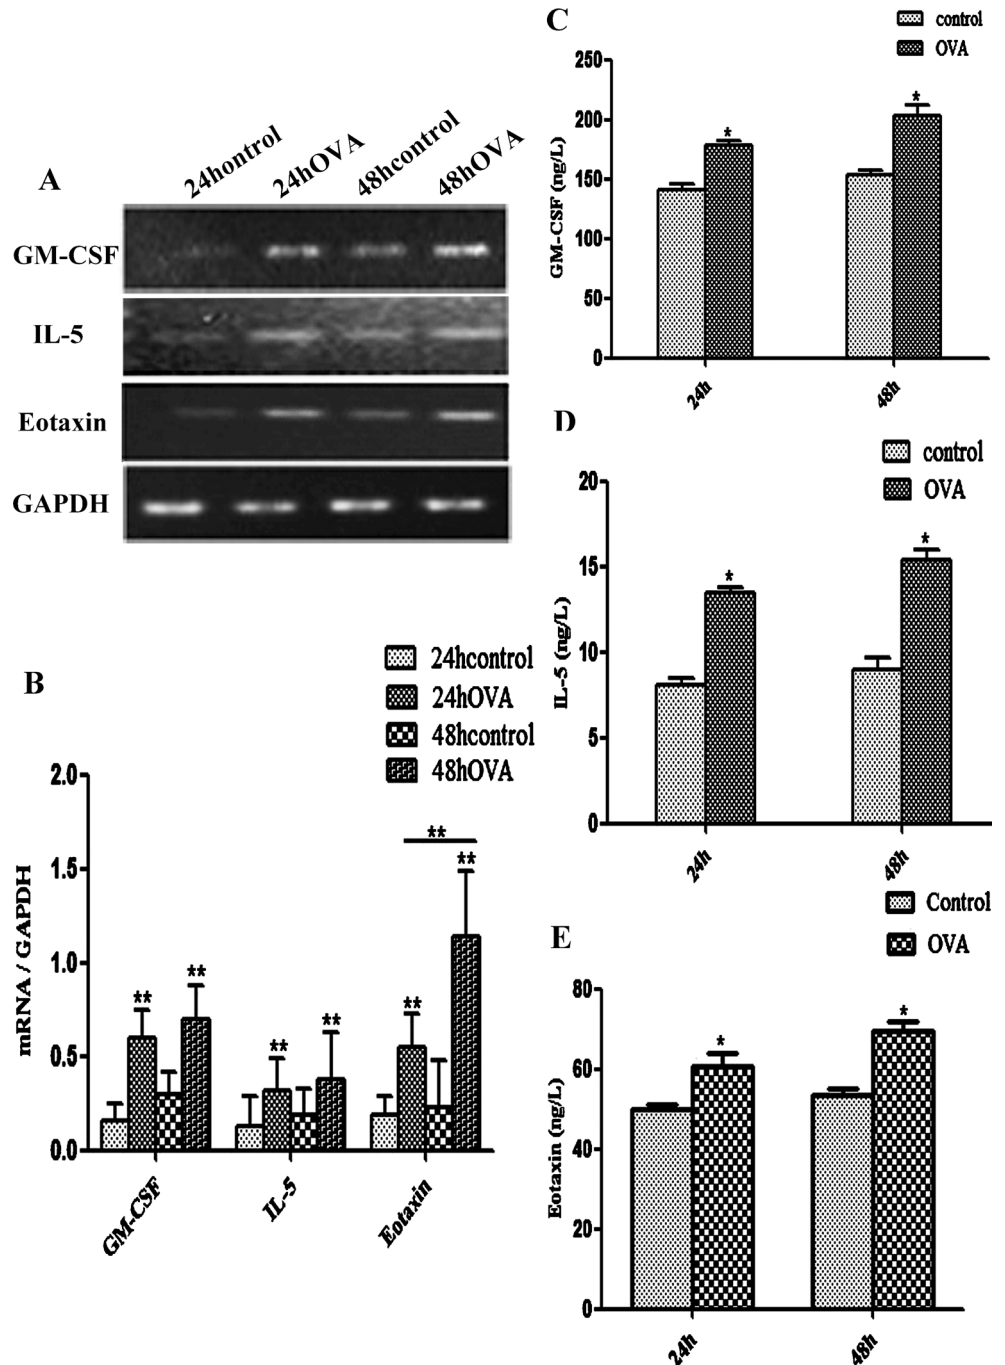 A
24hontrol
24hOVA
48hcontrol
48hOVA
GM-CSF
IL-5
Eotaxin
GAPDH
B
24hcontrol
24hOVA
48hcontrol
48hOVA
mRNA / GAPDH
2.0
1.5
1.0
0.5
0.0
**
**
**
**
**
**
**
GM-CSF
IL-5
Eotaxin
C
control
OVA
GM-CSF (ng/L)
250
200
150
100
50
0
*
*
24h
48h
D
control
OVA
IL-5 (ng/L)
20
15
10
5
0
*
*
24h
48h
E
Control
OVA
Eotaxin (ng/L)
80
60
40
20
0
*
*
24h
48h